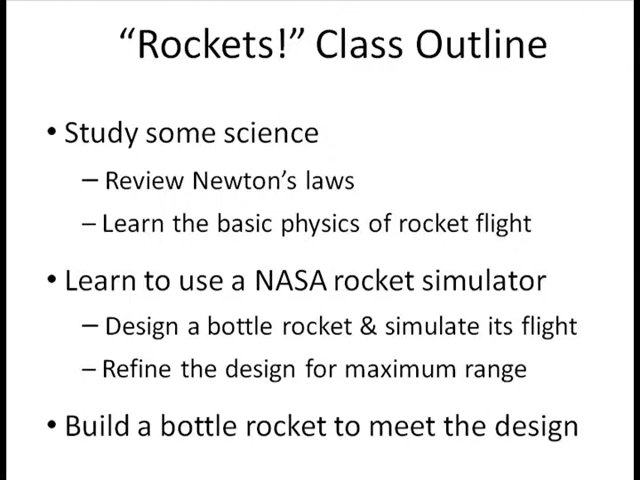 “Rockets!” Class Outline
• Study some science
– Review Newton’s laws
– Learn the basic physics of rocket flight
• Learn to use a NASA rocket simulator
– Design a bottle rocket & simulate its flight
– Refine the design for maximum range
• Build a bottle rocket to meet the design